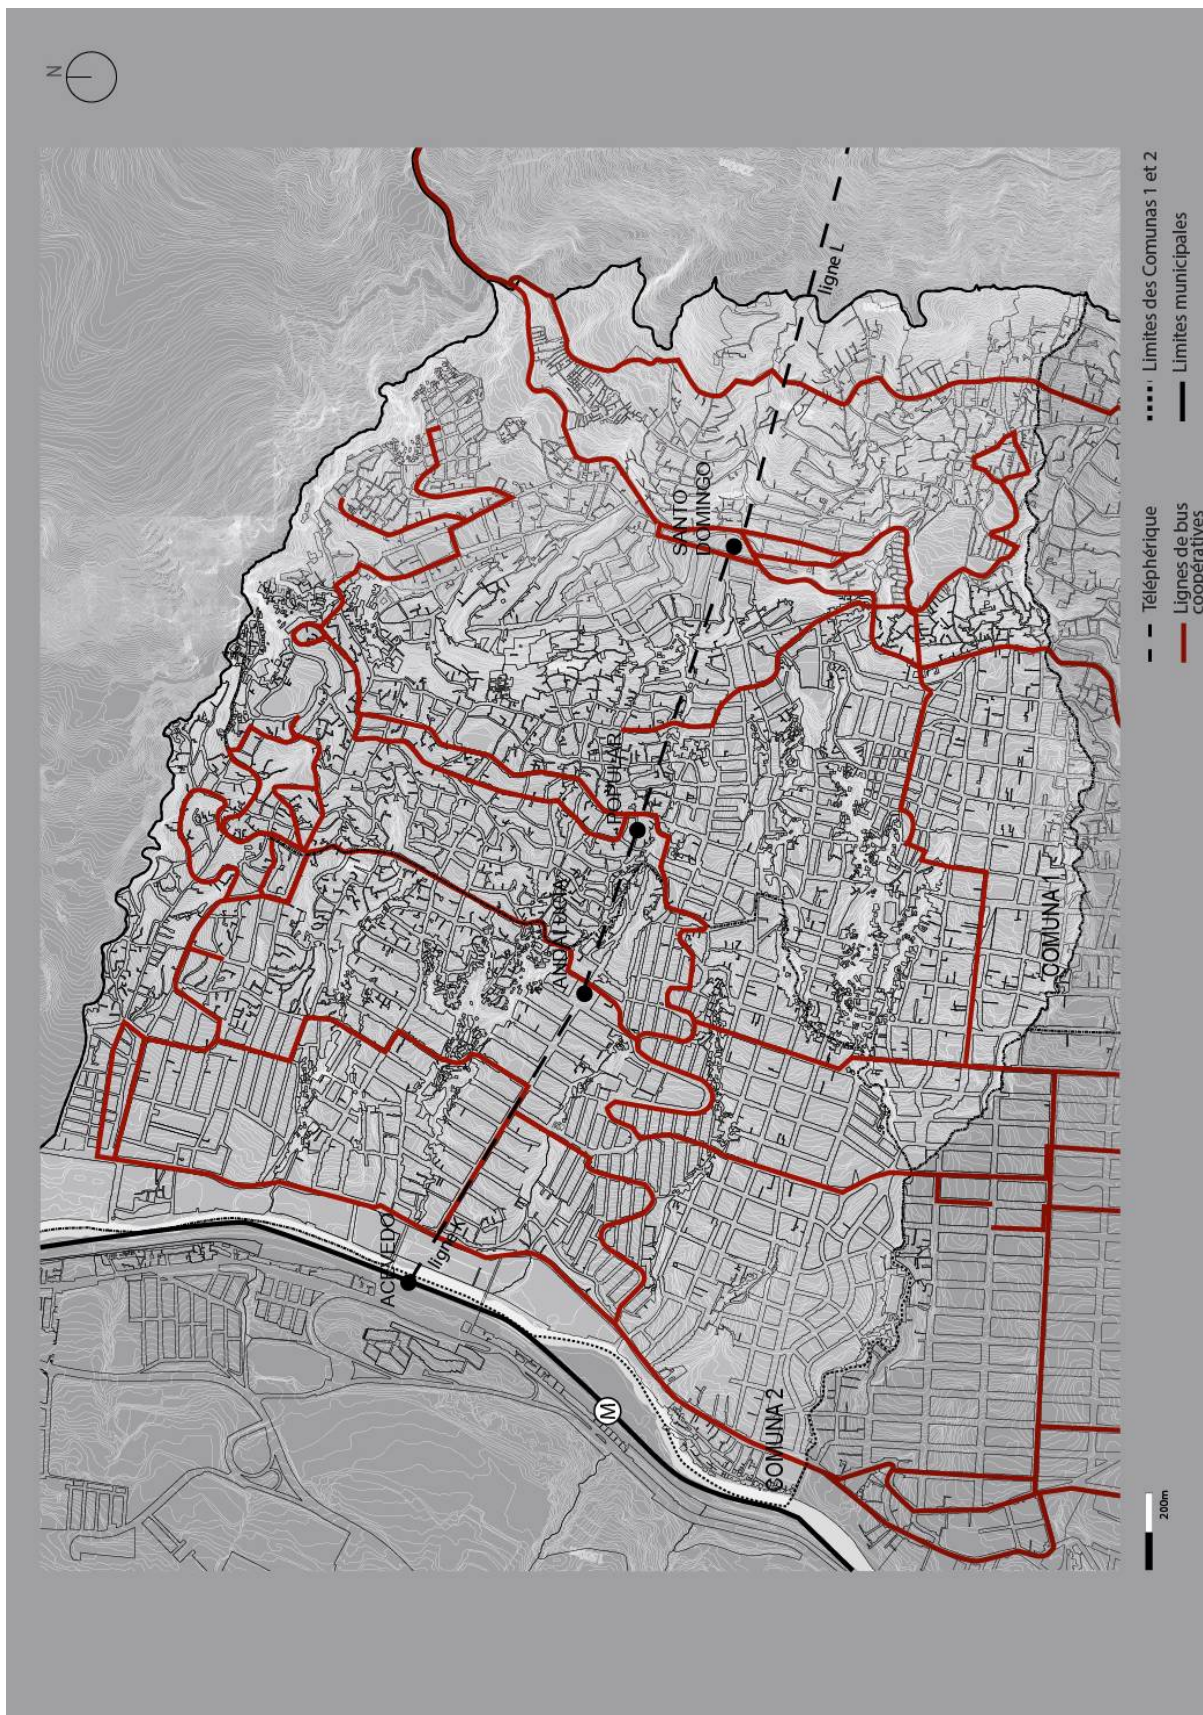 N
ligne L
SANTO
DOMINGO
POPULAR
ANDALUCIA
ACEVEDO
ligne K
M
COMUNA 1
COMUNA 2
200m
Téléphérique
Lignes de bus
coopératives
Limites des Comunas 1 et 2
Limites municipales